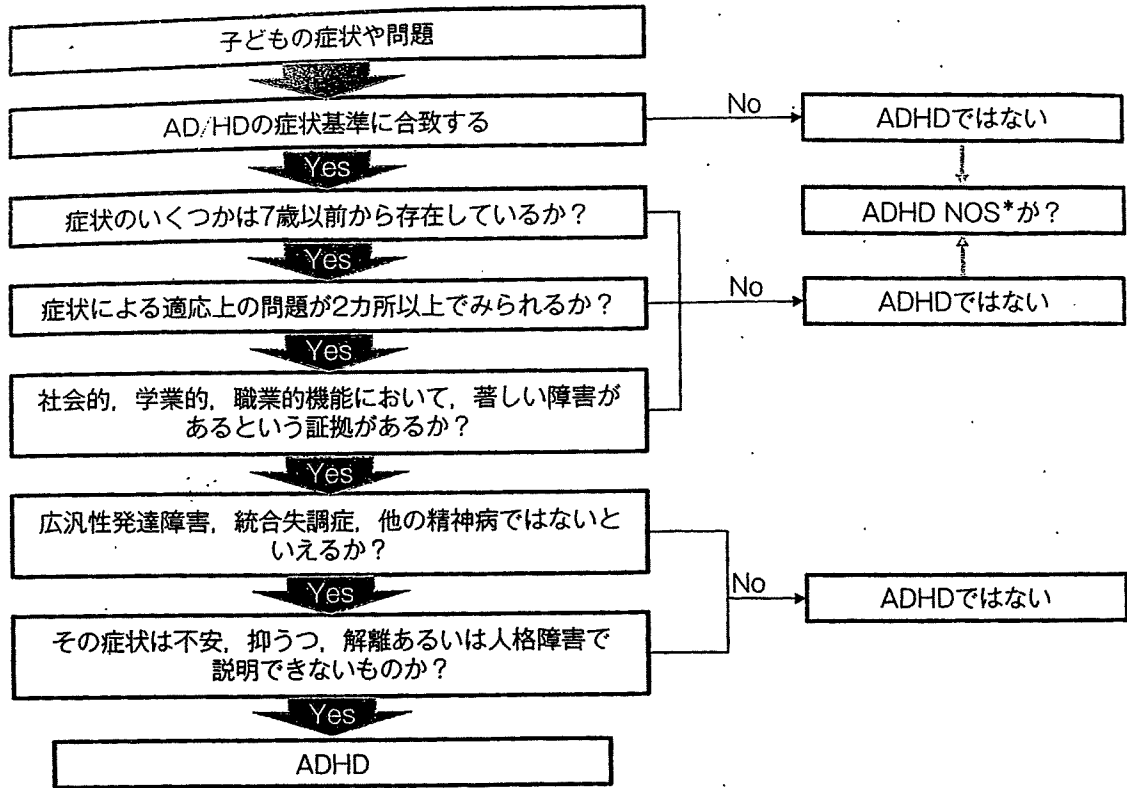 子どもの症状や問題
AD/HDの症状基準に合致する
No
ADHDではない
Yes
症状のいくつかは7歳以前から存在しているか？
ADHD NOS*が？
Yes
症状による適応上の問題が2カ所以上でみられるか？
No
ADHDではない
Yes
社会的，学業的，職業的機能において，著しい障害が
あるという証拠があるか？
Yes
広汎性発達障害，統合失調症，他の精神病ではないと
いえるか？
Yes
No
ADHDではない
その症状は不安，抑うつ，解離あるいは人格障害で
説明できないものか？
Yes
ADHD